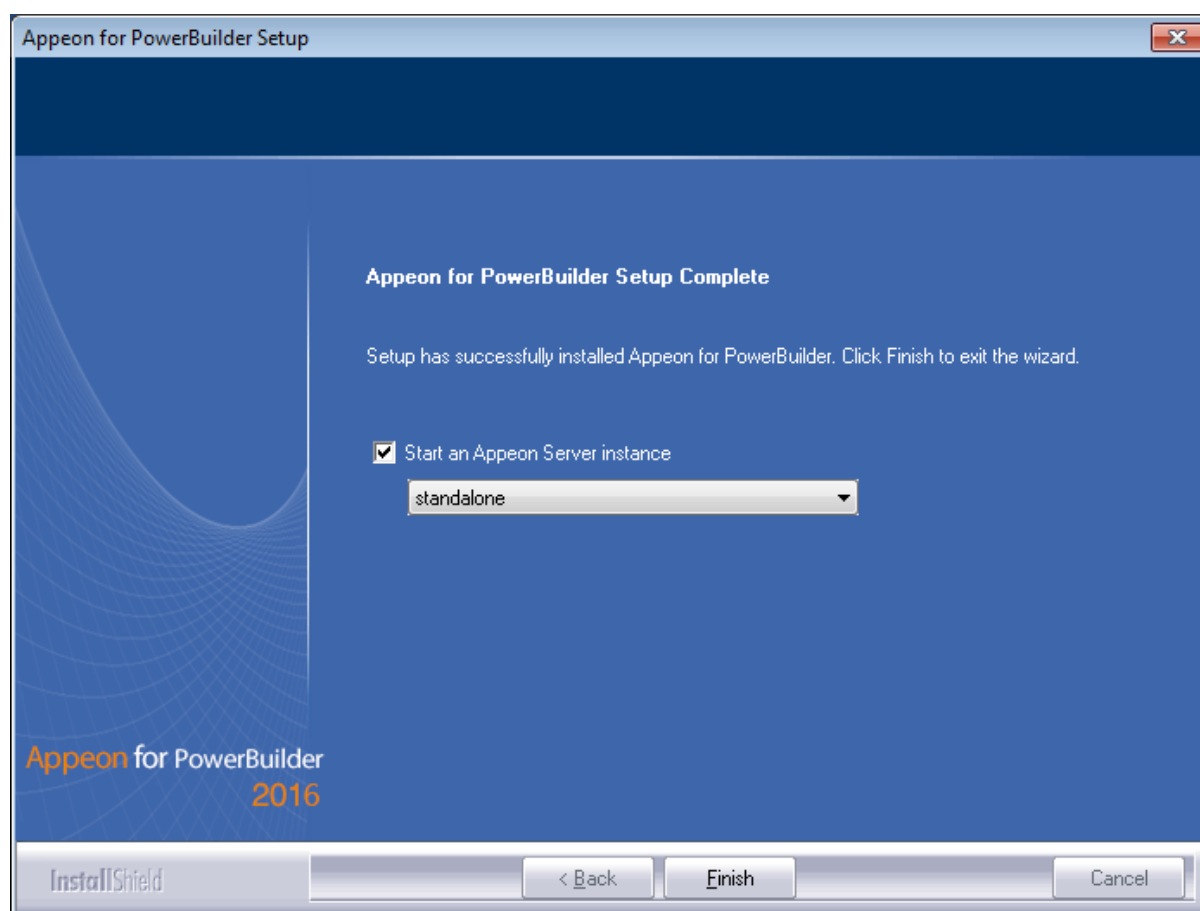 Appeon for PowerBuilder Setup
Appeon for PowerBuilder Setup Complete
Setup has successfully installed Appeon for PowerBuilder. Click Finish to exit the wizard.
Start an Appeon Server instance
standalone
Appeon for PowerBuilder
2016
InstallShield
< Back
Finish
Cancel